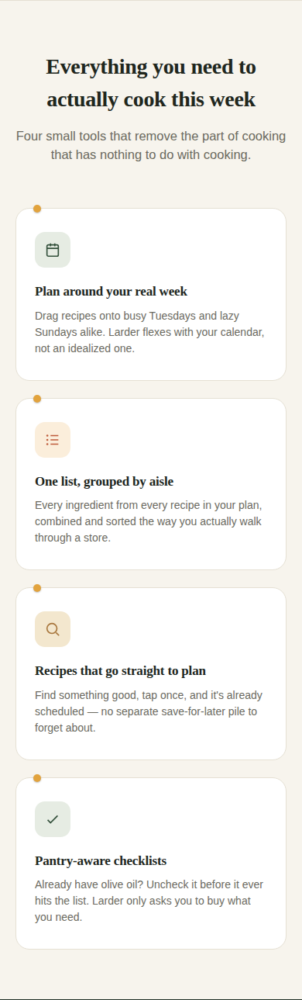 Everything you need to
actually cook this week
Four small tools that remove the part of cooking
that has nothing to do with cooking.
Plan around your real week
Drag recipes onto busy Tuesdays and lazy
Sundays alike. Larder flexes with your calendar,
not an idealized one.
One list, grouped by aisle
Every ingredient from every recipe in your plan,
combined and sorted the way you actually walk
through a store.
Recipes that go straight to plan
Find something good, tap once, and it's already
scheduled — no separate save-for-later pile to
forget about.
Pantry-aware checklists
Already have olive oil? Uncheck it before it ever
hits the list. Larder only asks you to buy what
you need.